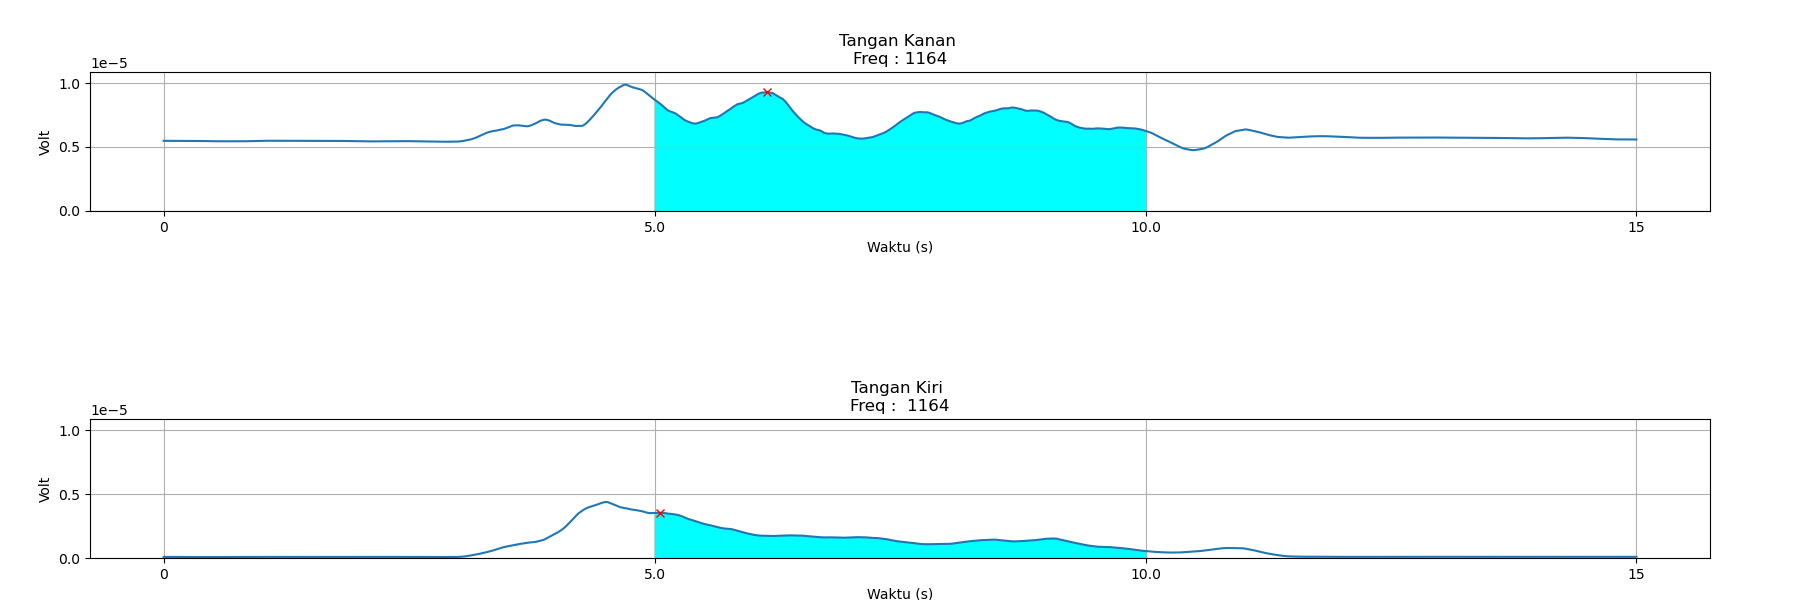 Tangan Kanan
Freq : 1164
1e−5
1.0
0.5
0.0
Volt
0
5.0
10.0
15
Waktu (s)
Tangan Kiri
Freq :  1164
1e−5
1.0
0.5
0.0
Volt
0
5.0
10.0
15
Waktu (s)